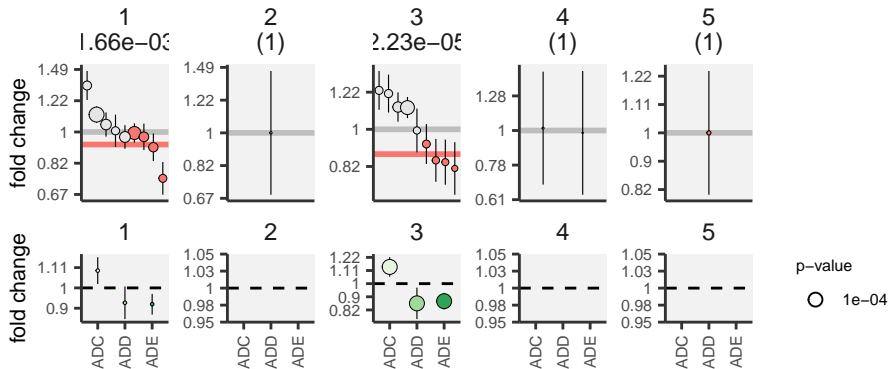 1 2 3 4 5
1.66e−03 (1) 2.23e−05 (1) (1)
fold change
1.49 1.22 1 0.82 0.67
1.49 1.22 1 0.82 0.67
1.22 1 0.82
1.28 1 0.78 0.61
1.22 1.11 1 0.9 0.82
1 2 3 4 5
fold change
1.11 1 0.9
1.05 1.03 1 0.98 0.95
1.22 1.11 1 0.9 0.82
1.05 1.03 1 0.98 0.95
1.05 1.03 1 0.98 0.95
ADC ADD ADE
ADC ADD ADE
ADC ADD ADE
ADC ADD ADE
ADC ADD ADE
p−value
1e−04